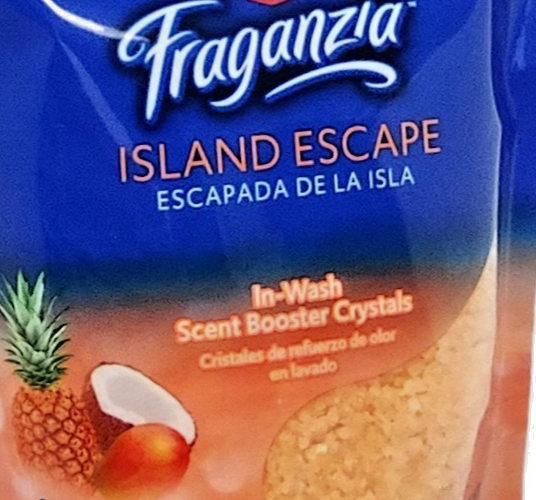 Fraganzia
ISLAND ESCAPE
ESCAPADA DE LA ISLA
In-Wash
Scent Booster Crystals
Cristales de refuerzo de olor
en lavado